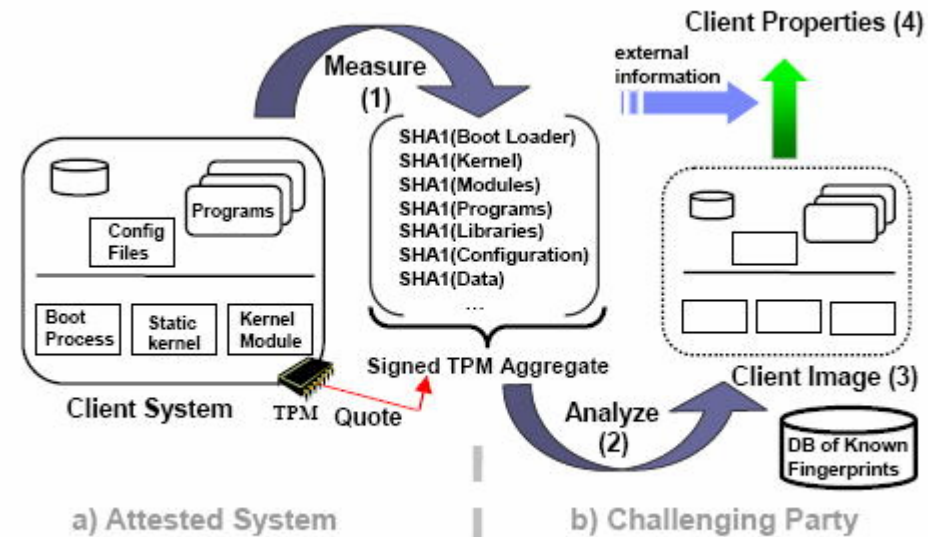 Client Properties (4)
external
information
Measure
(1)
SHA1(Boot Loader)
SHA1(Kernel)
SHA1(Modules)
SHA1(Programs)
SHA1(Libraries)
SHA1(Configuration)
SHA1(Data)
...
Programs
Config
Files
Boot
Process
Static
kernel
Kernel
Module
Signed TPM Aggregate
Client System
TPM
Quote
Analyze
(2)
Client Image (3)
DB of Known
Fingerprints
a) Attested System
b) Challenging Party